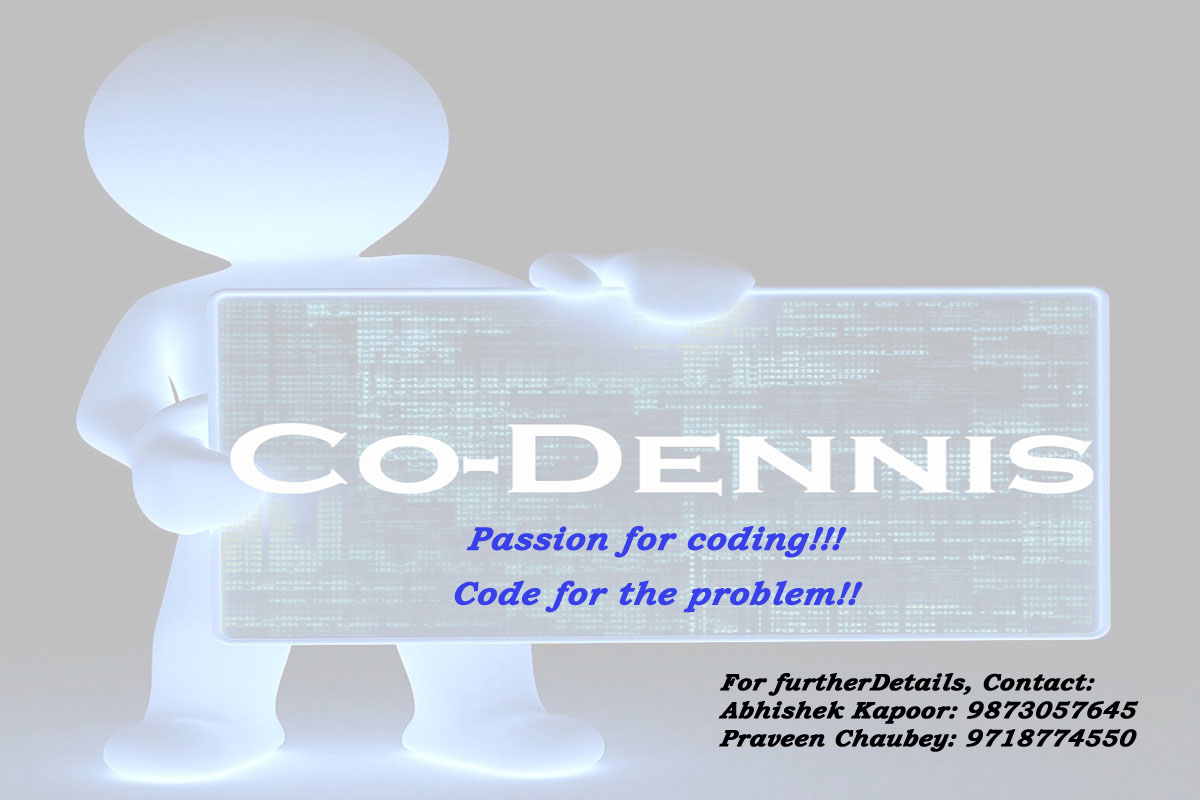 Co-Dennis
Passion for coding!!!
Code for the problem!!
For furtherDetails, Contact:
Abhishek Kapoor: 9873057645
Praveen Chaubey: 9718774550